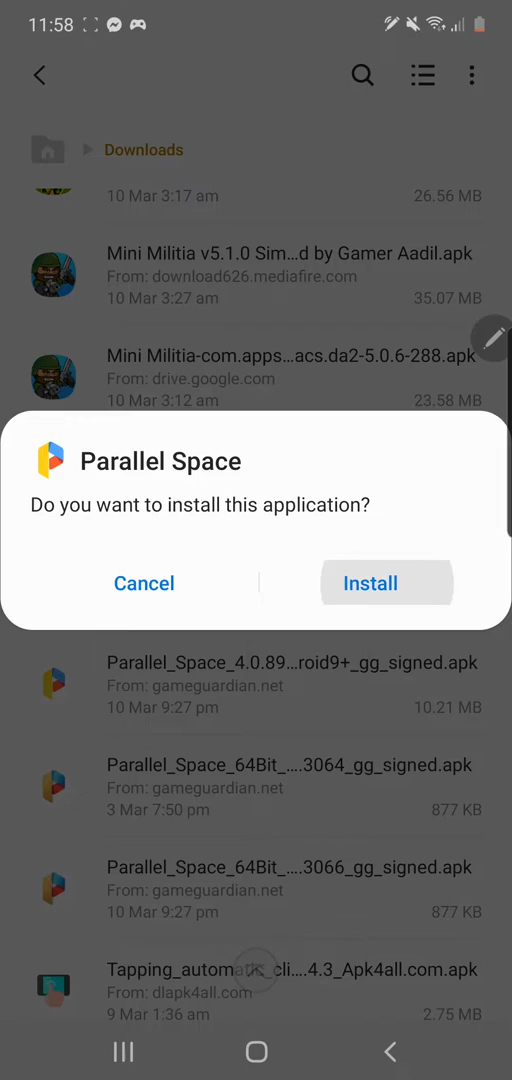 11:58
Downloads
10 Mar 3:17 am
26.56 MB
Mini Militia v5.1.0 Sim...d by Gamer Aadil.apk
From: download626.mediafire.com
10 Mar 3:27 am
35.07 MB
Mini Militia-com.apps...acs.da2-5.0.6-288.apk
From: drive.google.com
10 Mar 3:12 am
23.58 MB
Parallel Space
Do you want to install this application?
Cancel
Install
Parallel_Space_4.0.89...roid9+_gg_signed.apk
From: gameguardian.net
10 Mar 9:27 pm
10.21 MB
Parallel_Space_64Bit_....3064_gg_signed.apk
From: gameguardian.net
3 Mar 7:50 pm
877 KB
Parallel_Space_64Bit_....3066_gg_signed.apk
From: gameguardian.net
10 Mar 9:27 pm
877 KB
Tapping_automatic_cli....4.3_Apk4all.com.apk
From: dlapk4all.com
9 Mar 1:36 am
2.75 MB